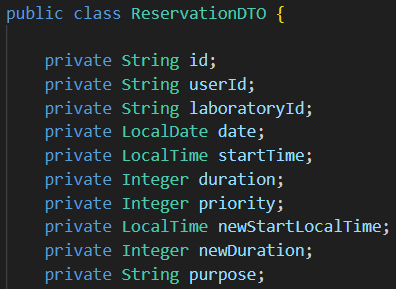 public class ReservationDTO {
private String id;
private String userId;
private String laboratoryId;
private LocalDate date;
private LocalTime startTime;
private Integer duration;
private Integer priority;
private LocalTime newStartLocalTime;
private Integer newDuration;
private String purpose;